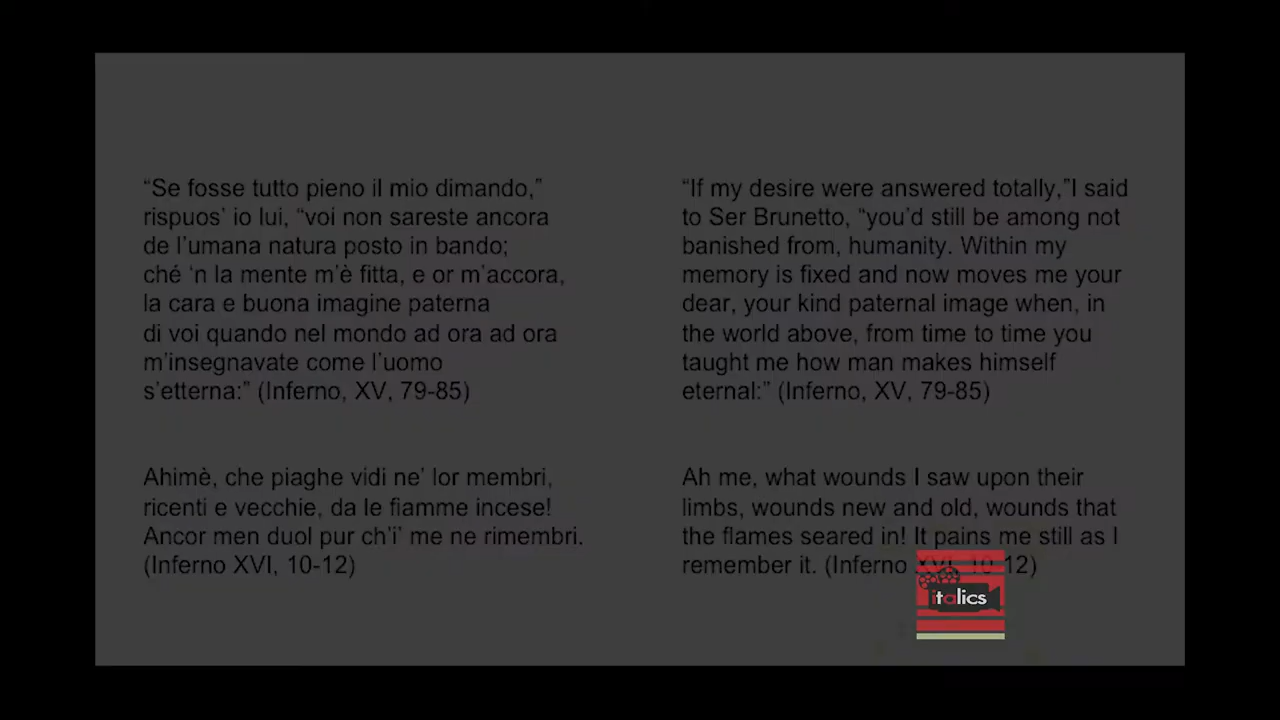 “Se fosse tutto pieno il mio dimando,”
rispuos’ io lui, “voi non sareste ancora
de l’umana natura posto in bando;
ché ‘n la mente m’è fitta, e or m’accora,
la cara e buona imagine paterna
di voi quando nel mondo ad ora ad ora
m’insegnavate come l’uomo
s’etterna:” (Inferno, XV, 79-85)
Ahimè, che piaghe vidi ne’ lor membri,
ricenti e vecchie, da le fiamme incese!
Ancor men duol pur ch’i’ me ne rimembri.
(Inferno XVI, 10-12)
“If my desire were answered totally,”I said
to Ser Brunetto, “you’d still be among not
banished from, humanity. Within my
memory is fixed and now moves me your
dear, your kind paternal image when, in
the world above, from time to time you
taught me how man makes himself
eternal:” (Inferno, XV, 79-85)
Ah me, what wounds I saw upon their
limbs, wounds new and old, wounds that
the flames seared in! It pains me still as I
remember it. (Inferno XVI, 10-12)
italics